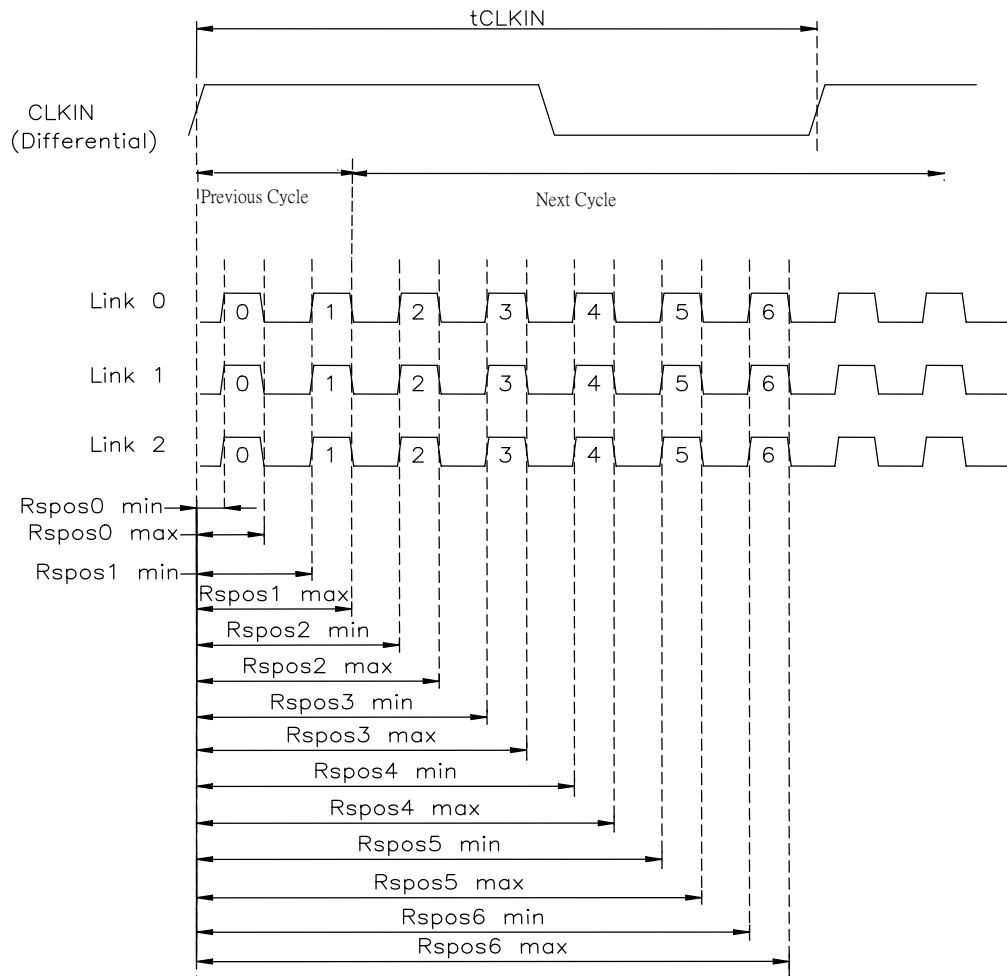 tCLKIN
CLKIN
(Differential)
Previous Cycle
Next Cycle
Link 0
0 1 2 3 4 5 6
Link 1
0 1 2 3 4 5 6
Link 2
0 1 2 3 4 5 6
Rspos0 min
Rspos0 max
Rspos1 min
Rspos1 max
Rspos2 min
Rspos2 max
Rspos3 min
Rspos3 max
Rspos4 min
Rspos4 max
Rspos5 min
Rspos5 max
Rspos6 min
Rspos6 max